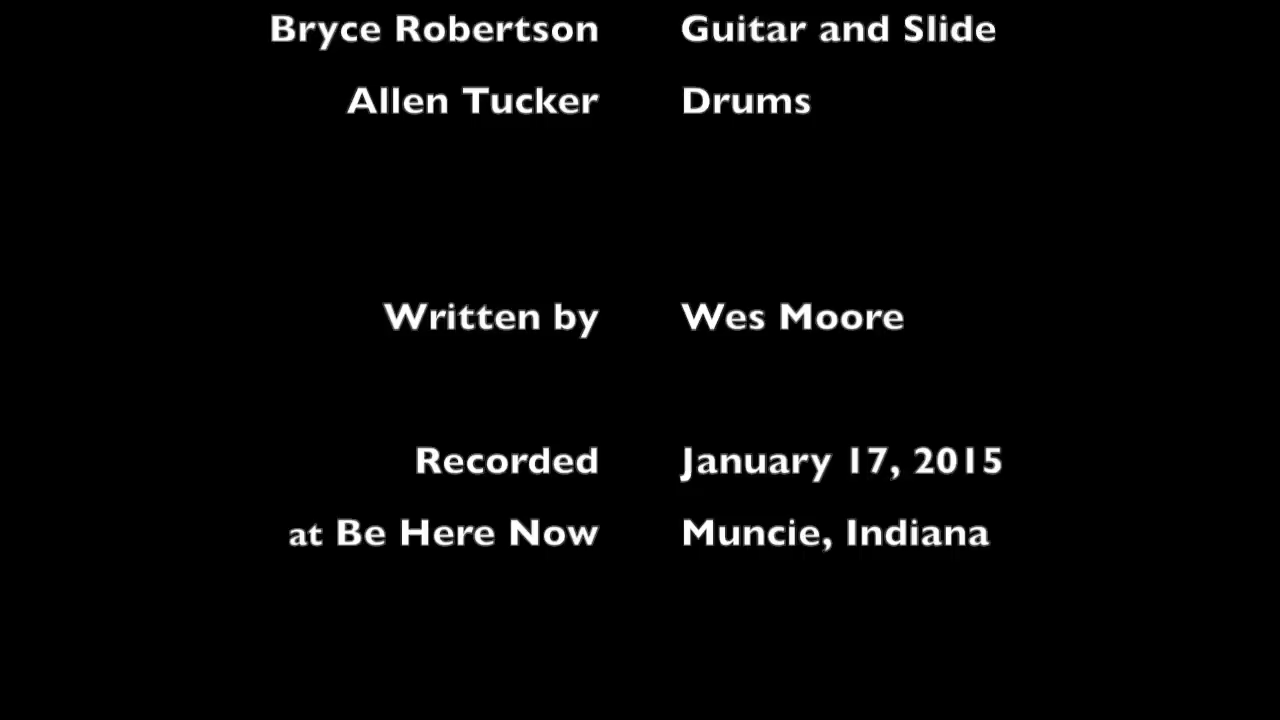 Bryce Robertson Guitar and Slide
Allen Tucker Drums
Written by Wes Moore
Recorded January 17, 2015
at Be Here Now Muncie, Indiana